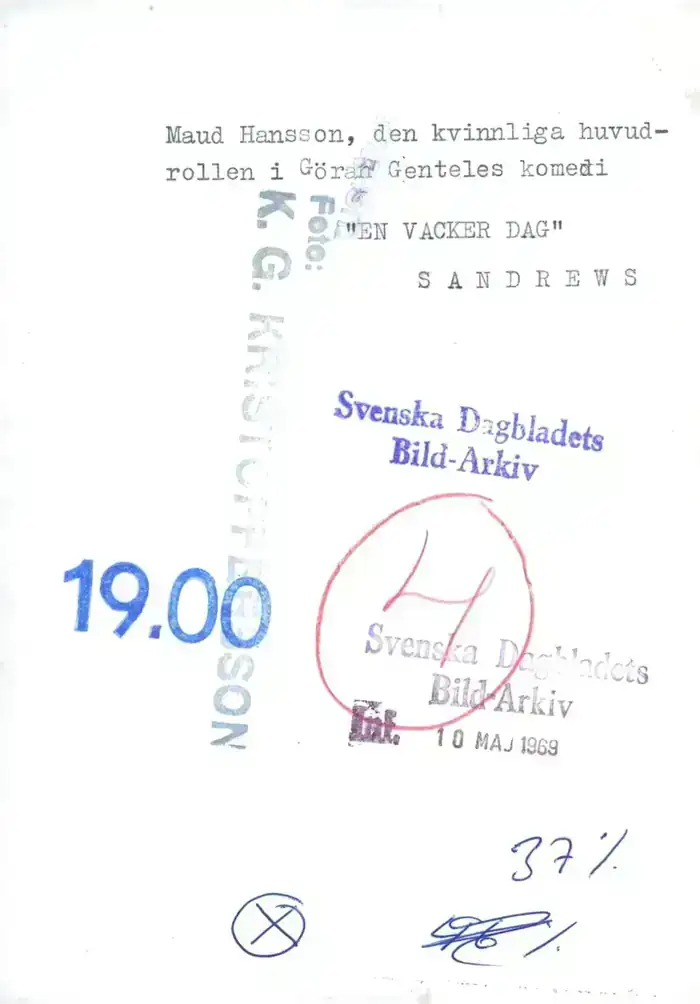 Maud Hansson, den kvinnliga huvud-
rollen i Göran Genteles komedi
"EN VACKER DAG"
SANDREWS
Foto:
K. G. KRISTOFFERSSON
Svenska Dagbladets
Bild-Arkiv
19.00
4
Svenska Dagbladets
Bild-Arkiv
Inf. 10 MAJ 1969
37 %